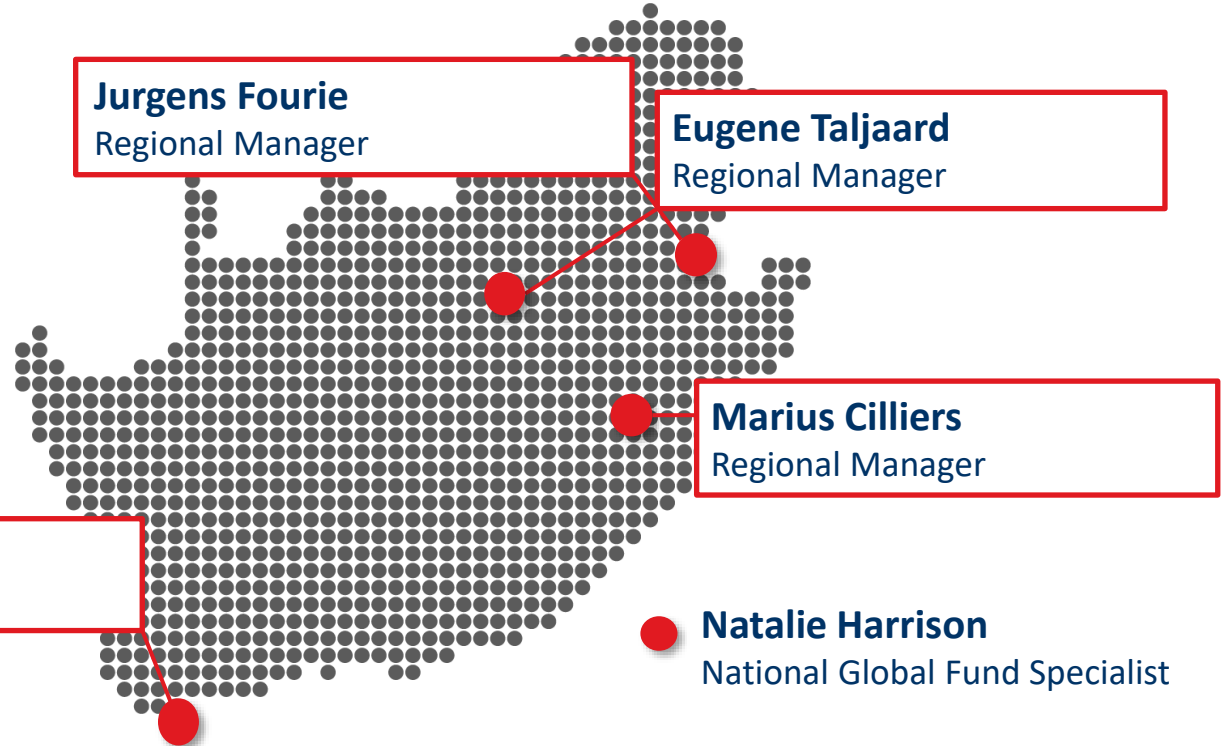 Jurgens Fourie
Regional Manager
Eugene Taljaard
Regional Manager
Marius Cilliers
Regional Manager
Natalie Harrison
National Global Fund Specialist